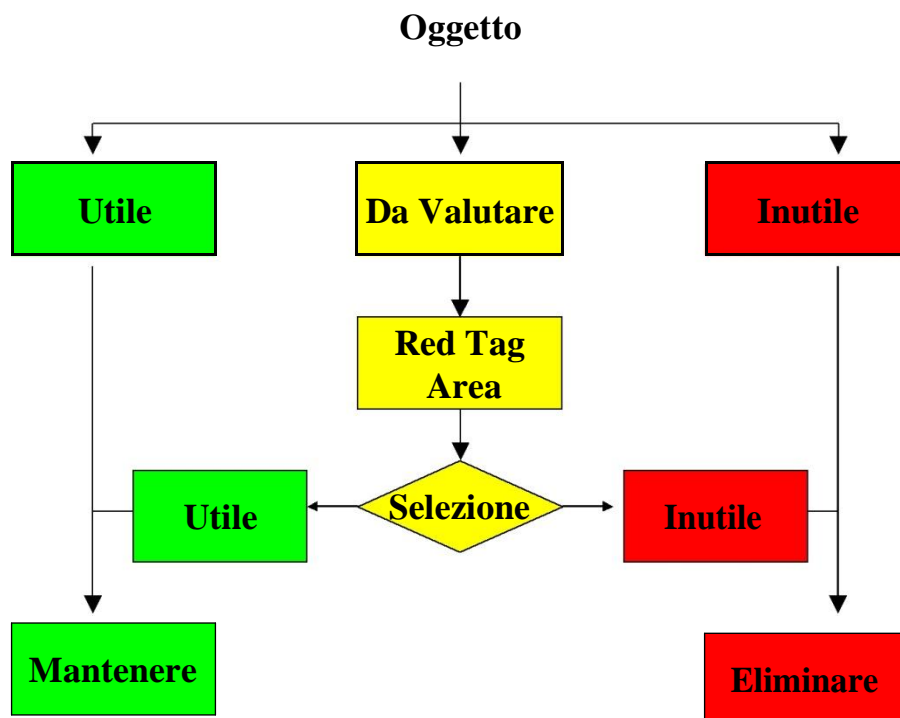 Oggetto
Utile
Da Valutare
Inutile
Red Tag
Area
Utile
Selezione
Inutile
Mantenere
Eliminare